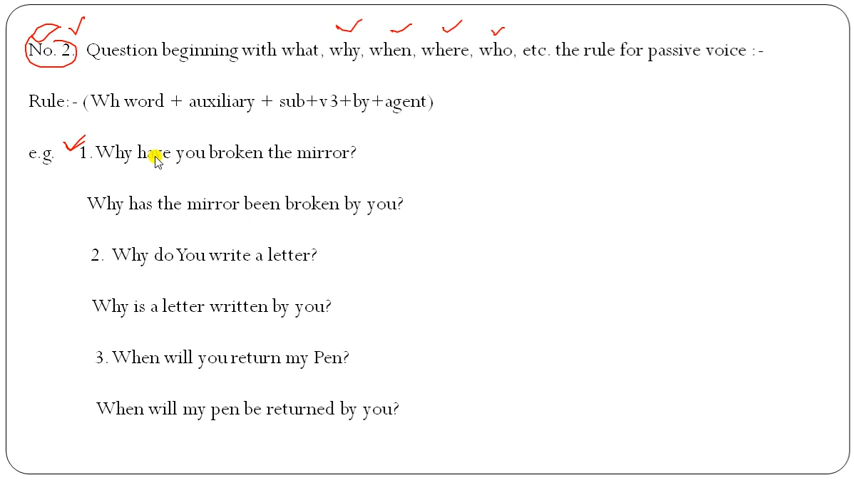 No. 2. Question beginning with what, why, when, where, who, etc. the rule for passive voice :-
Rule:- (Wh word + auxiliary + sub+v3+by+agent)
e.g. 1. Why have you broken the mirror?
Why has the mirror been broken by you?
2. Why do You write a letter?
Why is a letter written by you?
3. When will you return my Pen?
When will my pen be returned by you?